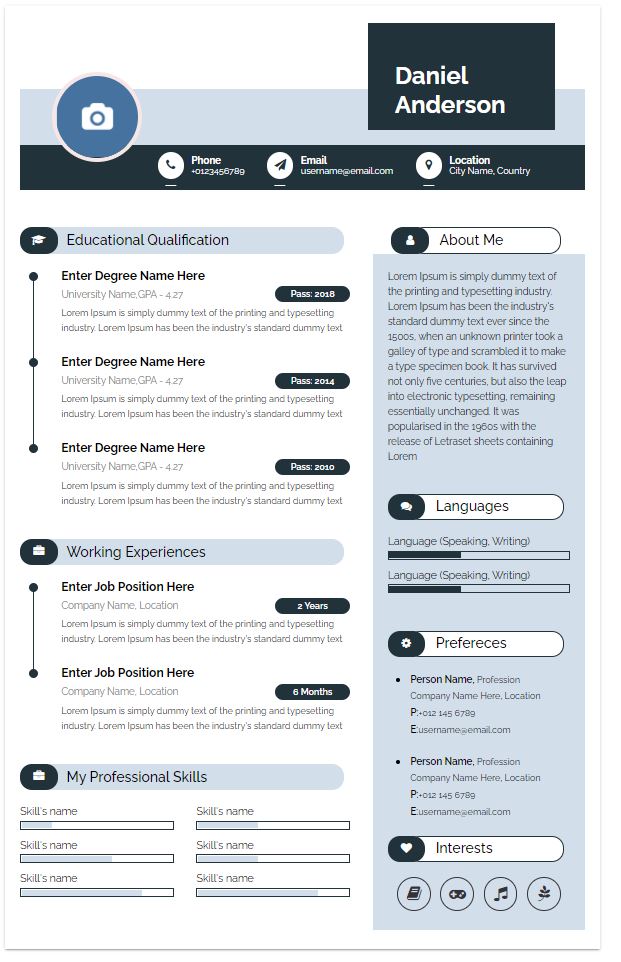 Daniel
Anderson
Phone
+0123456789
Email
username@email.com
Location
City Name, Country
Educational Qualification
Enter Degree Name Here
University Name,GPA - 4.27
Pass: 2018
Lorem Ipsum is simply dummy text of the printing and typesetting
industry. Lorem Ipsum has been the industry's standard dummy text
Enter Degree Name Here
University Name,GPA - 4.27
Pass: 2014
Lorem Ipsum is simply dummy text of the printing and typesetting
industry. Lorem Ipsum has been the industry's standard dummy text
Enter Degree Name Here
University Name,GPA - 4.27
Pass: 2010
Lorem Ipsum is simply dummy text of the printing and typesetting
industry. Lorem Ipsum has been the industry's standard dummy text
Working Experiences
Enter Job Position Here
Company Name, Location
2 Years
Lorem Ipsum is simply dummy text of the printing and typesetting
industry. Lorem Ipsum has been the industry's standard dummy text
Enter Job Position Here
Company Name, Location
6 Months
Lorem Ipsum is simply dummy text of the printing and typesetting
industry. Lorem Ipsum has been the industry's standard dummy text
My Professional Skills
Skill's name
Skill's name
Skill's name
Skill's name
Skill's name
Skill's name
About Me
Lorem Ipsum is simply dummy text of
the printing and typesetting industry.
Lorem Ipsum has been the industry's
standard dummy text ever since the
1500s, when an unknown printer took a
galley of type and scrambled it to make
a type specimen book. It has survived
not only five centuries, but also the leap
into electronic typesetting, remaining
essentially unchanged. It was
popularised in the 1960s with the
release of Letraset sheets containing
Lorem
Languages
Language (Speaking, Writing)
Language (Speaking, Writing)
Prefereces
Person Name, Profession
Company Name Here, Location
P:+012 145 6789
E:username@email.com
Person Name, Profession
Company Name Here, Location
P:+012 145 6789
E:username@email.com
Interests